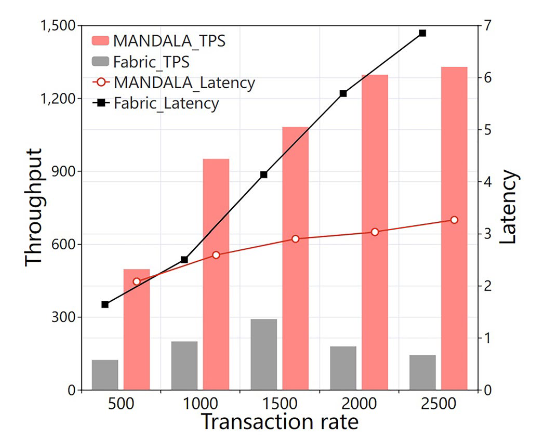 1,500
1,200
900
600
300
0
Throughput
MANDALA_TPS
Fabric_TPS
MANDALA_Latency
Fabric_Latency
7
6
5
4
3
2
1
0
Latency
500 1000 1500 2000 2500
Transaction rate